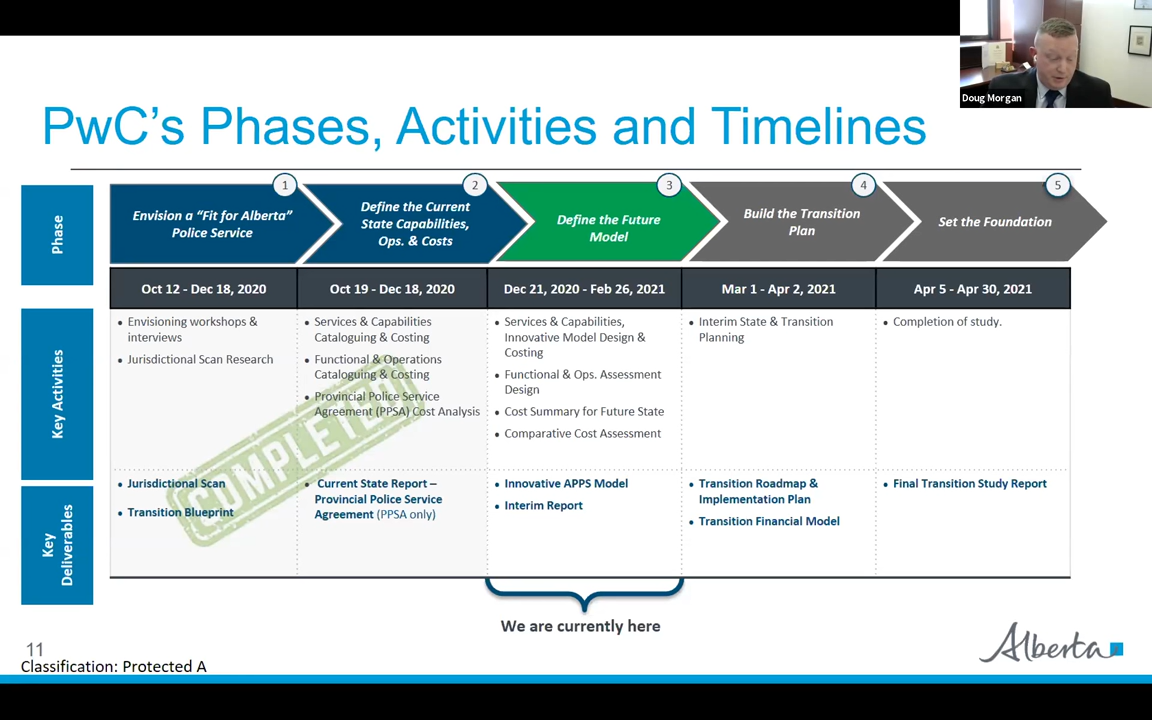 Doug Morgan
PwC's Phases, Activities and Timelines
Phase
1
Envision a "Fit for Alberta"
Police Service
2
Define the Current
State Capabilities,
Ops. & Costs
3
Define the Future
Model
4
Build the Transition
Plan
5
Set the Foundation
Oct 12 - Dec 18, 2020
Oct 19 - Dec 18, 2020
Dec 21, 2020 - Feb 26, 2021
Mar 1 - Apr 2, 2021
Apr 5 - Apr 30, 2021
Key Activities
• Envisioning workshops &
interviews
• Jurisdictional Scan Research
• Services & Capabilities
Cataloguing & Costing
• Functional & Operations
Cataloguing & Costing
• Provincial Police Service
Agreement (PPSA) Cost Analysis
• Services & Capabilities,
Innovative Model Design &
Costing
• Functional & Ops. Assessment
Design
• Cost Summary for Future State
• Comparative Cost Assessment
• Interim State & Transition
Planning
• Completion of study.
COMPLETED
Key
Deliverables
• Jurisdictional Scan
• Transition Blueprint
• Current State Report –
Provincial Police Service
Agreement (PPSA only)
• Innovative APPS Model
• Interim Report
• Transition Roadmap &
Implementation Plan
• Transition Financial Model
• Final Transition Study Report
We are currently here
11
Classification: Protected A
Alberta